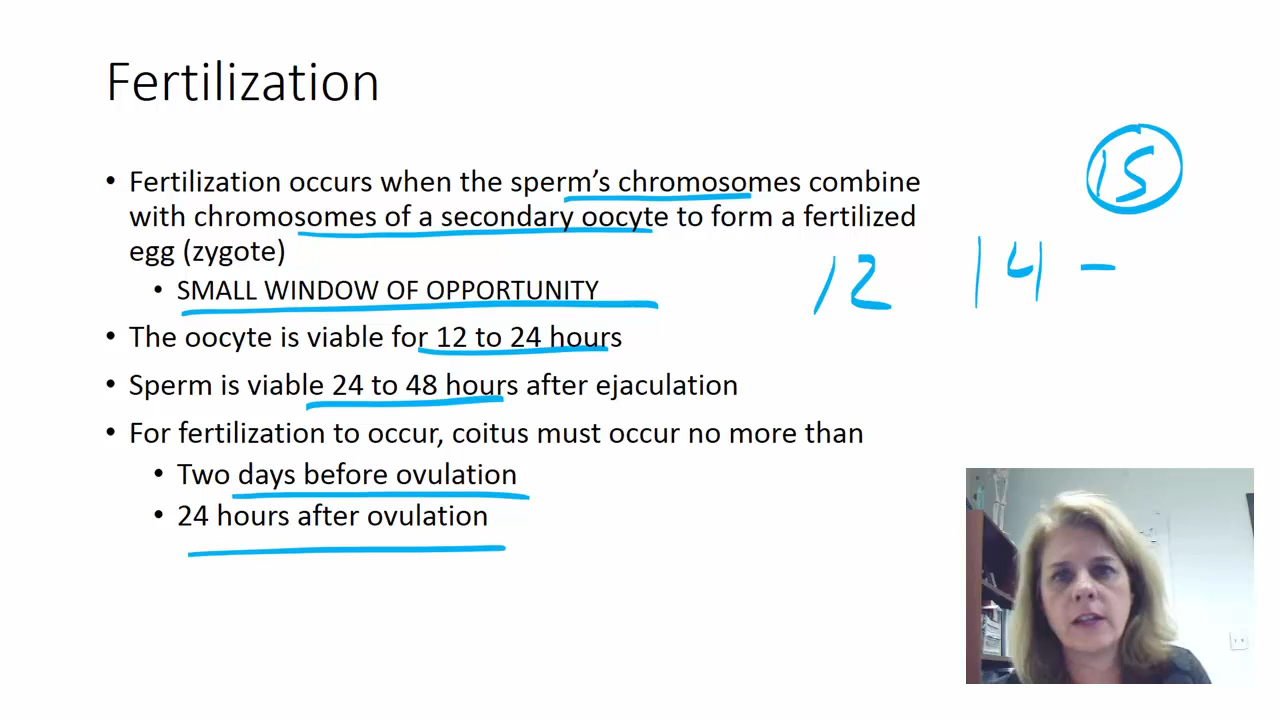 Fertilization
15
• Fertilization occurs when the sperm's chromosomes combine
with chromosomes of a secondary oocyte to form a fertilized
egg (zygote)
12 14 –
• SMALL WINDOW OF OPPORTUNITY
• The oocyte is viable for 12 to 24 hours
• Sperm is viable 24 to 48 hours after ejaculation
• For fertilization to occur, coitus must occur no more than
• Two days before ovulation
• 24 hours after ovulation